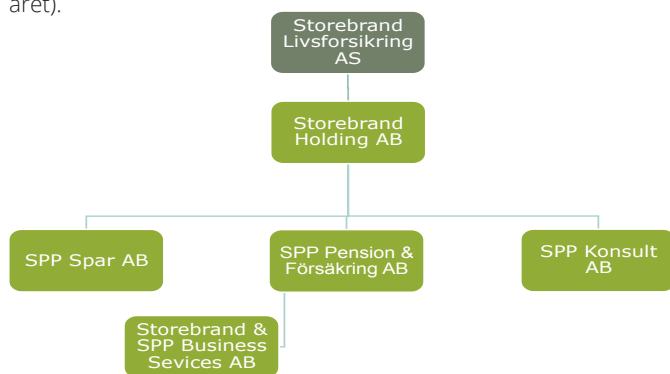 året).
Storebrand
Livsforsikring
AS
Storebrand
Holding AB
SPP Spar AB
SPP Pension &
Försäkring AB
SPP Konsult
AB
Storebrand &
SPP Business
Sevices AB